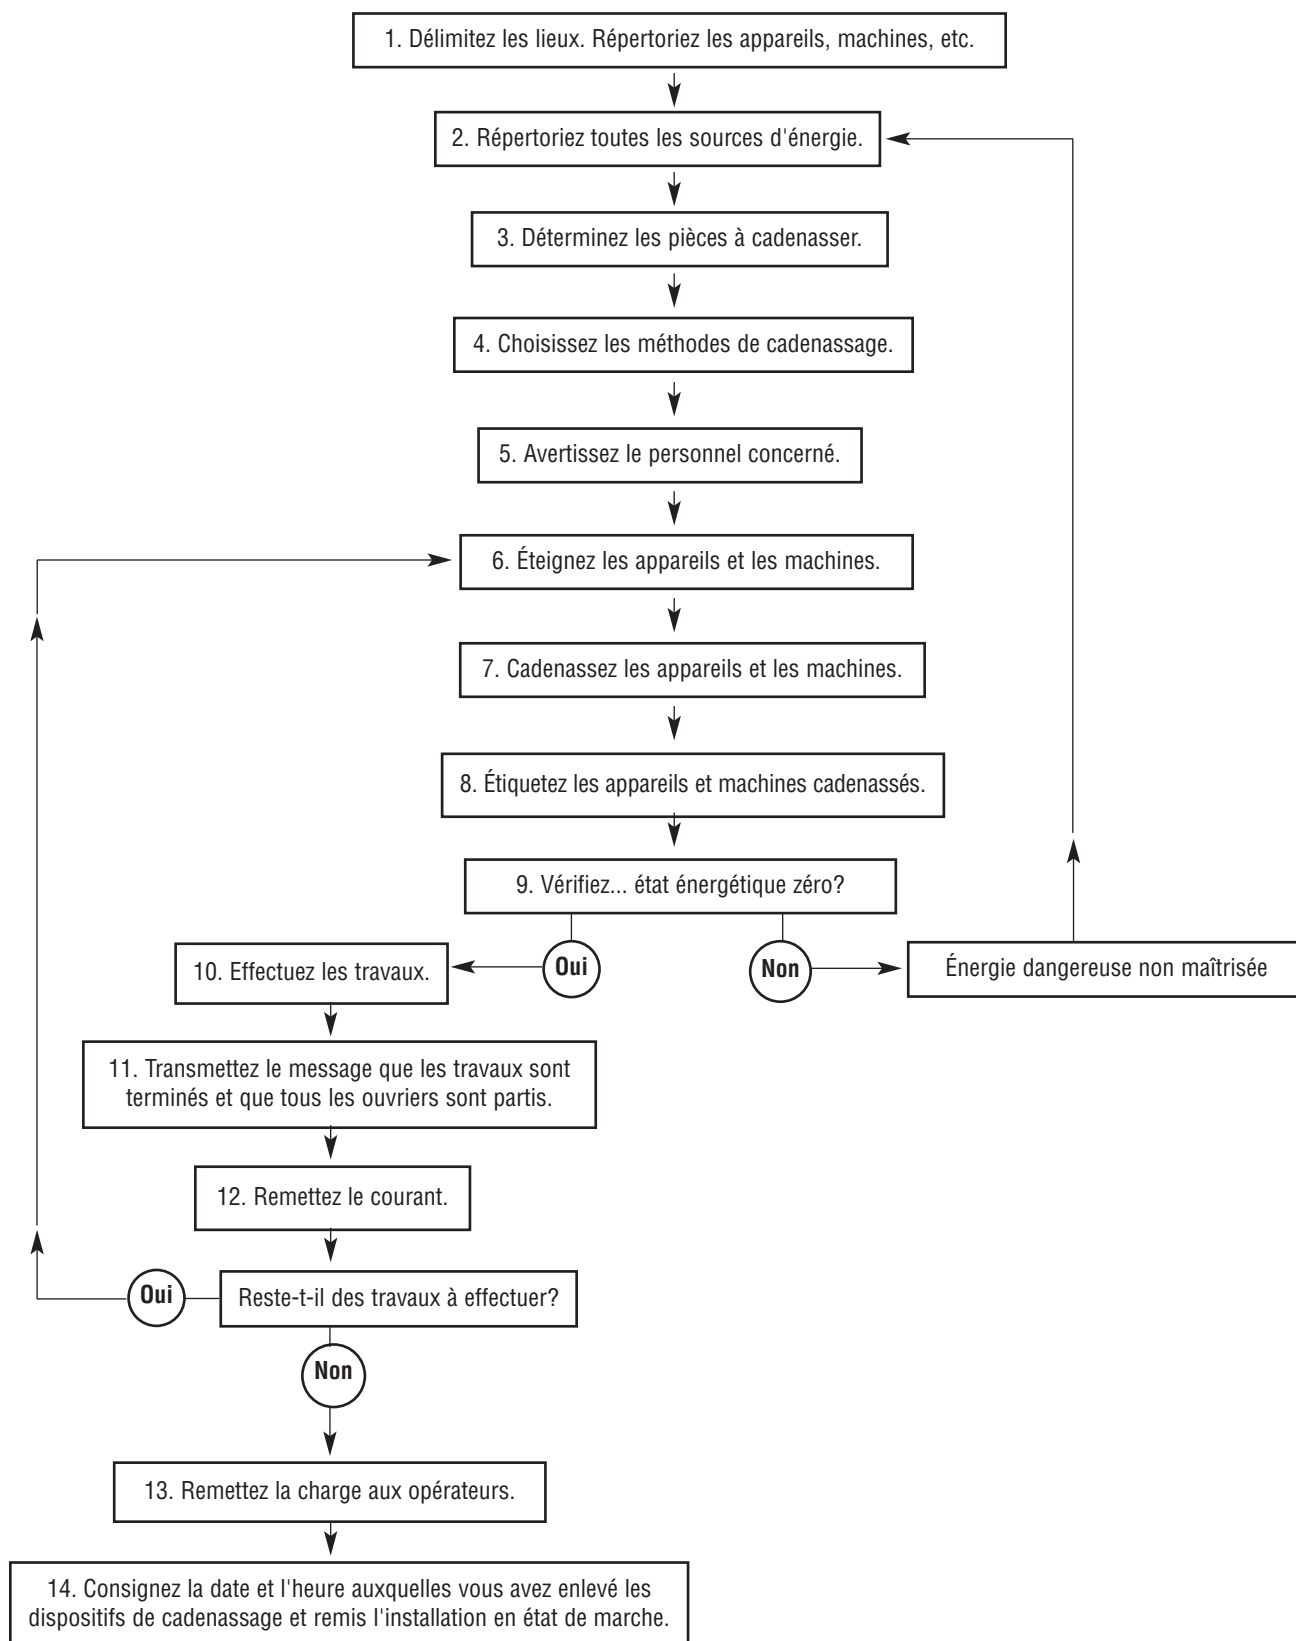 1. Délimitez les lieux. Répertoriez les appareils, machines, etc.
2. Répertoriez toutes les sources d'énergie.
3. Déterminez les pièces à cadenasser.
4. Choisissez les méthodes de cadenassage.
5. Avertissez le personnel concerné.
6. Éteignez les appareils et les machines.
7. Cadenassez les appareils et les machines.
8. Étiquetez les appareils et machines cadenassés.
9. Vérifiez... état énergétique zéro?
10. Effectuez les travaux.
Oui
Non
Énergie dangereuse non maîtrisée
11. Transmettez le message que les travaux sont
terminés et que tous les ouvriers sont partis.
12. Remettez le courant.
Oui
Reste-t-il des travaux à effectuer?
Non
13. Remettez la charge aux opérateurs.
14. Consignez la date et l'heure auxquelles vous avez enlevé les
dispositifs de cadenassage et remis l'installation en état de marche.